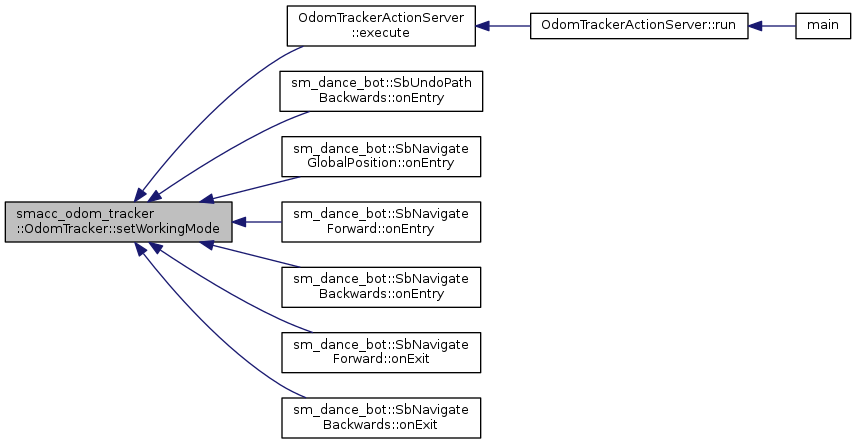 OdomTrackerActionServer
::execute
OdomTrackerActionServer::run
main
sm_dance_bot::SbUndoPath
Backwards::onEntry
sm_dance_bot::SbNavigate
GlobalPosition::onEntry
smacc_odom_tracker
::OdomTracker::setWorkingMode
sm_dance_bot::SbNavigate
Forward::onEntry
sm_dance_bot::SbNavigate
Backwards::onEntry
sm_dance_bot::SbNavigate
Forward::onExit
sm_dance_bot::SbNavigate
Backwards::onExit